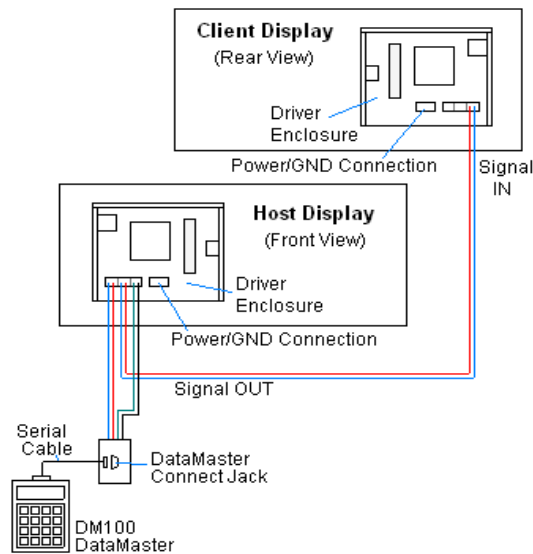 Client Display
(Rear View)
Driver
Enclosure
Power/GND Connection
Signal
IN
Host Display
(Front View)
Driver
Enclosure
Power/GND Connection
Signal OUT
Serial
Cable
DataMaster
Connect Jack
DM100
DataMaster